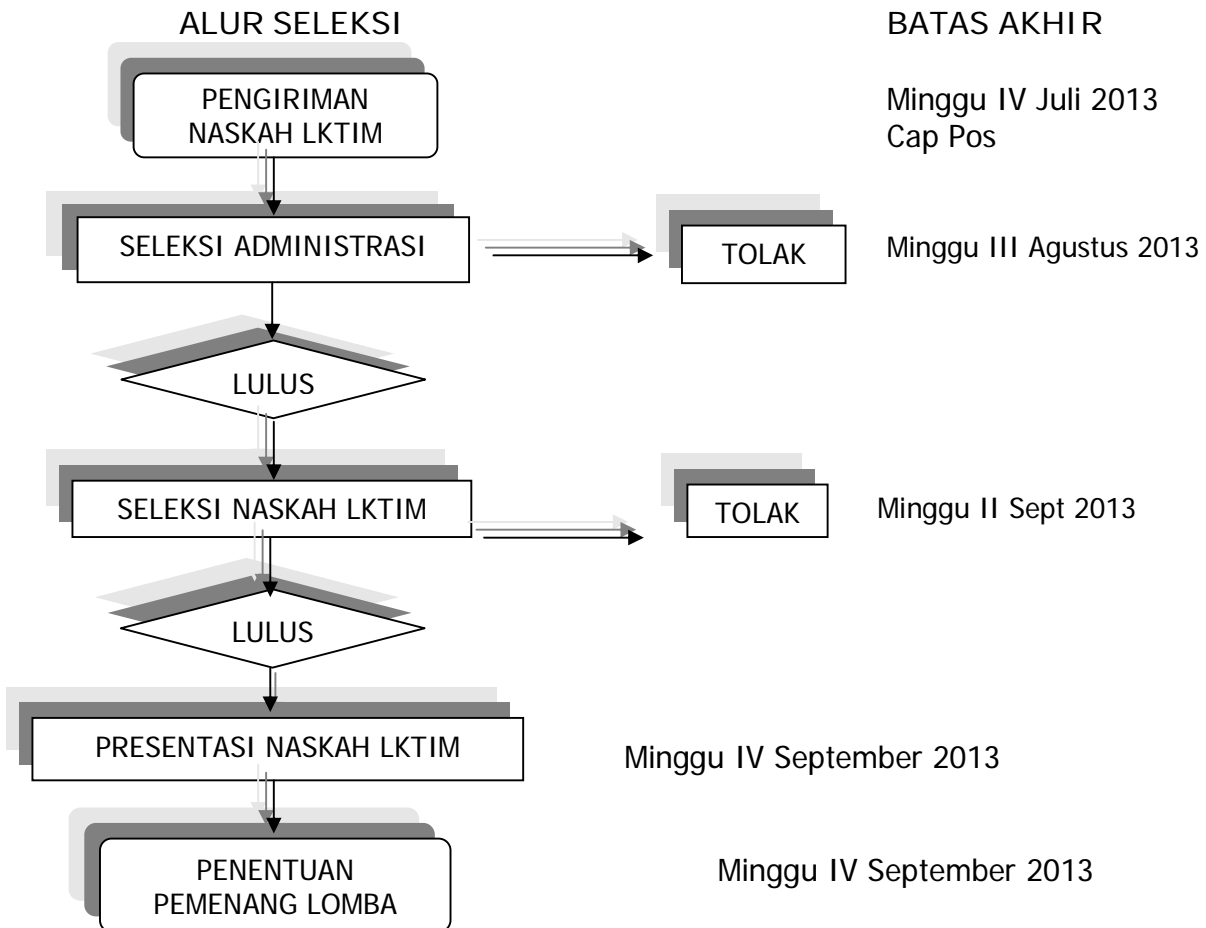 ALUR SELEKSI
BATAS AKHIR
PENGIRIMAN
NASKAH LKTIM
Minggu IV Juli 2013
Cap Pos
SELEKSI ADMINISTRASI
TOLAK
Minggu III Agustus 2013
LULUS
SELEKSI NASKAH LKTIM
TOLAK
Minggu II Sept 2013
LULUS
PRESENTASI NASKAH LKTIM
Minggu IV September 2013
PENENTUAN
PEMENANG LOMBA
Minggu IV September 2013